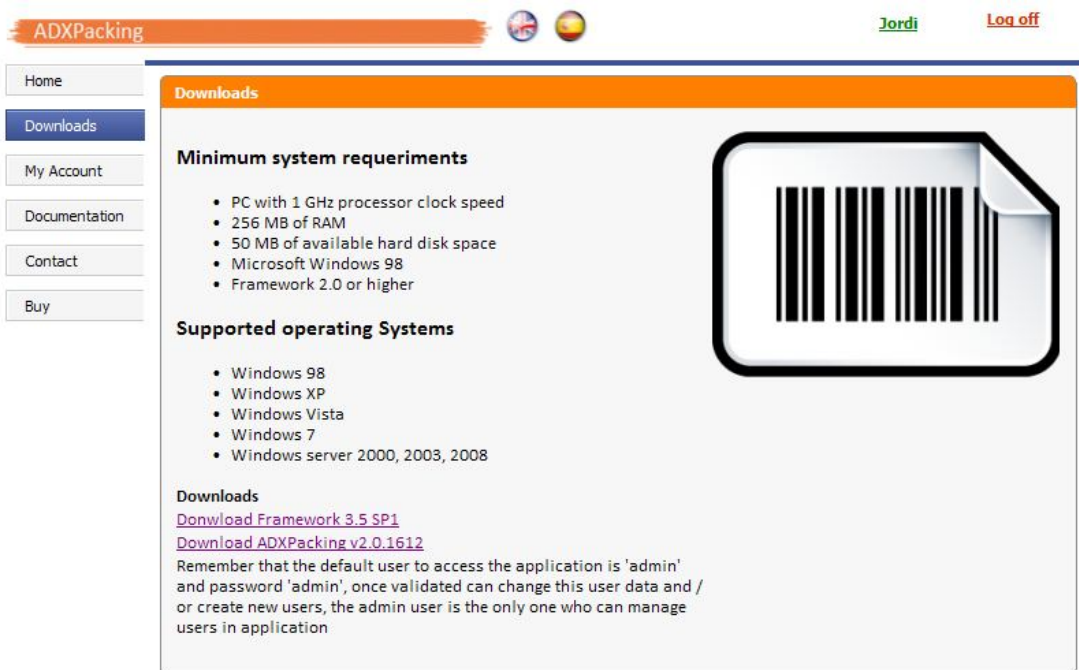 ADXPacking
Jordi
Log off
Home
Downloads
My Account
Documentation
Contact
Buy
Downloads
Minimum system requeriments
• PC with 1 GHz processor clock speed
• 256 MB of RAM
• 50 MB of available hard disk space
• Microsoft Windows 98
• Framework 2.0 or higher
Supported operating Systems
• Windows 98
• Windows XP
• Windows Vista
• Windows 7
• Windows server 2000, 2003, 2008
Downloads
Donwload Framework 3.5 SP1
Download ADXPacking v2.0.1612
Remember that the default user to access the application is 'admin'
and password 'admin', once validated can change this user data and /
or create new users, the admin user is the only one who can manage
users in application